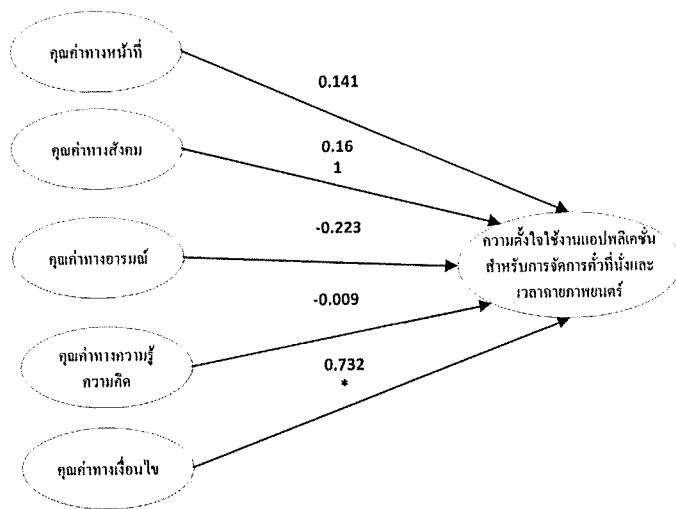 คุณค่าทางหน้าที่
0.141
คุณค่าทางสังคม
0.16
1
-0.223
คุณค่าทางอารมณ์
ความตั้งใจใช้งานแอปพลิเคชั่น
สำหรับการจัดการตั๋วที่นั่งและ
เวลาฉายภาพยนตร์
-0.009
คุณค่าทางความรู้
ความคิด
0.732
*
คุณค่าทางเงื่อนไข